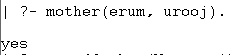 | ?- mother(erum, urooj).
yes